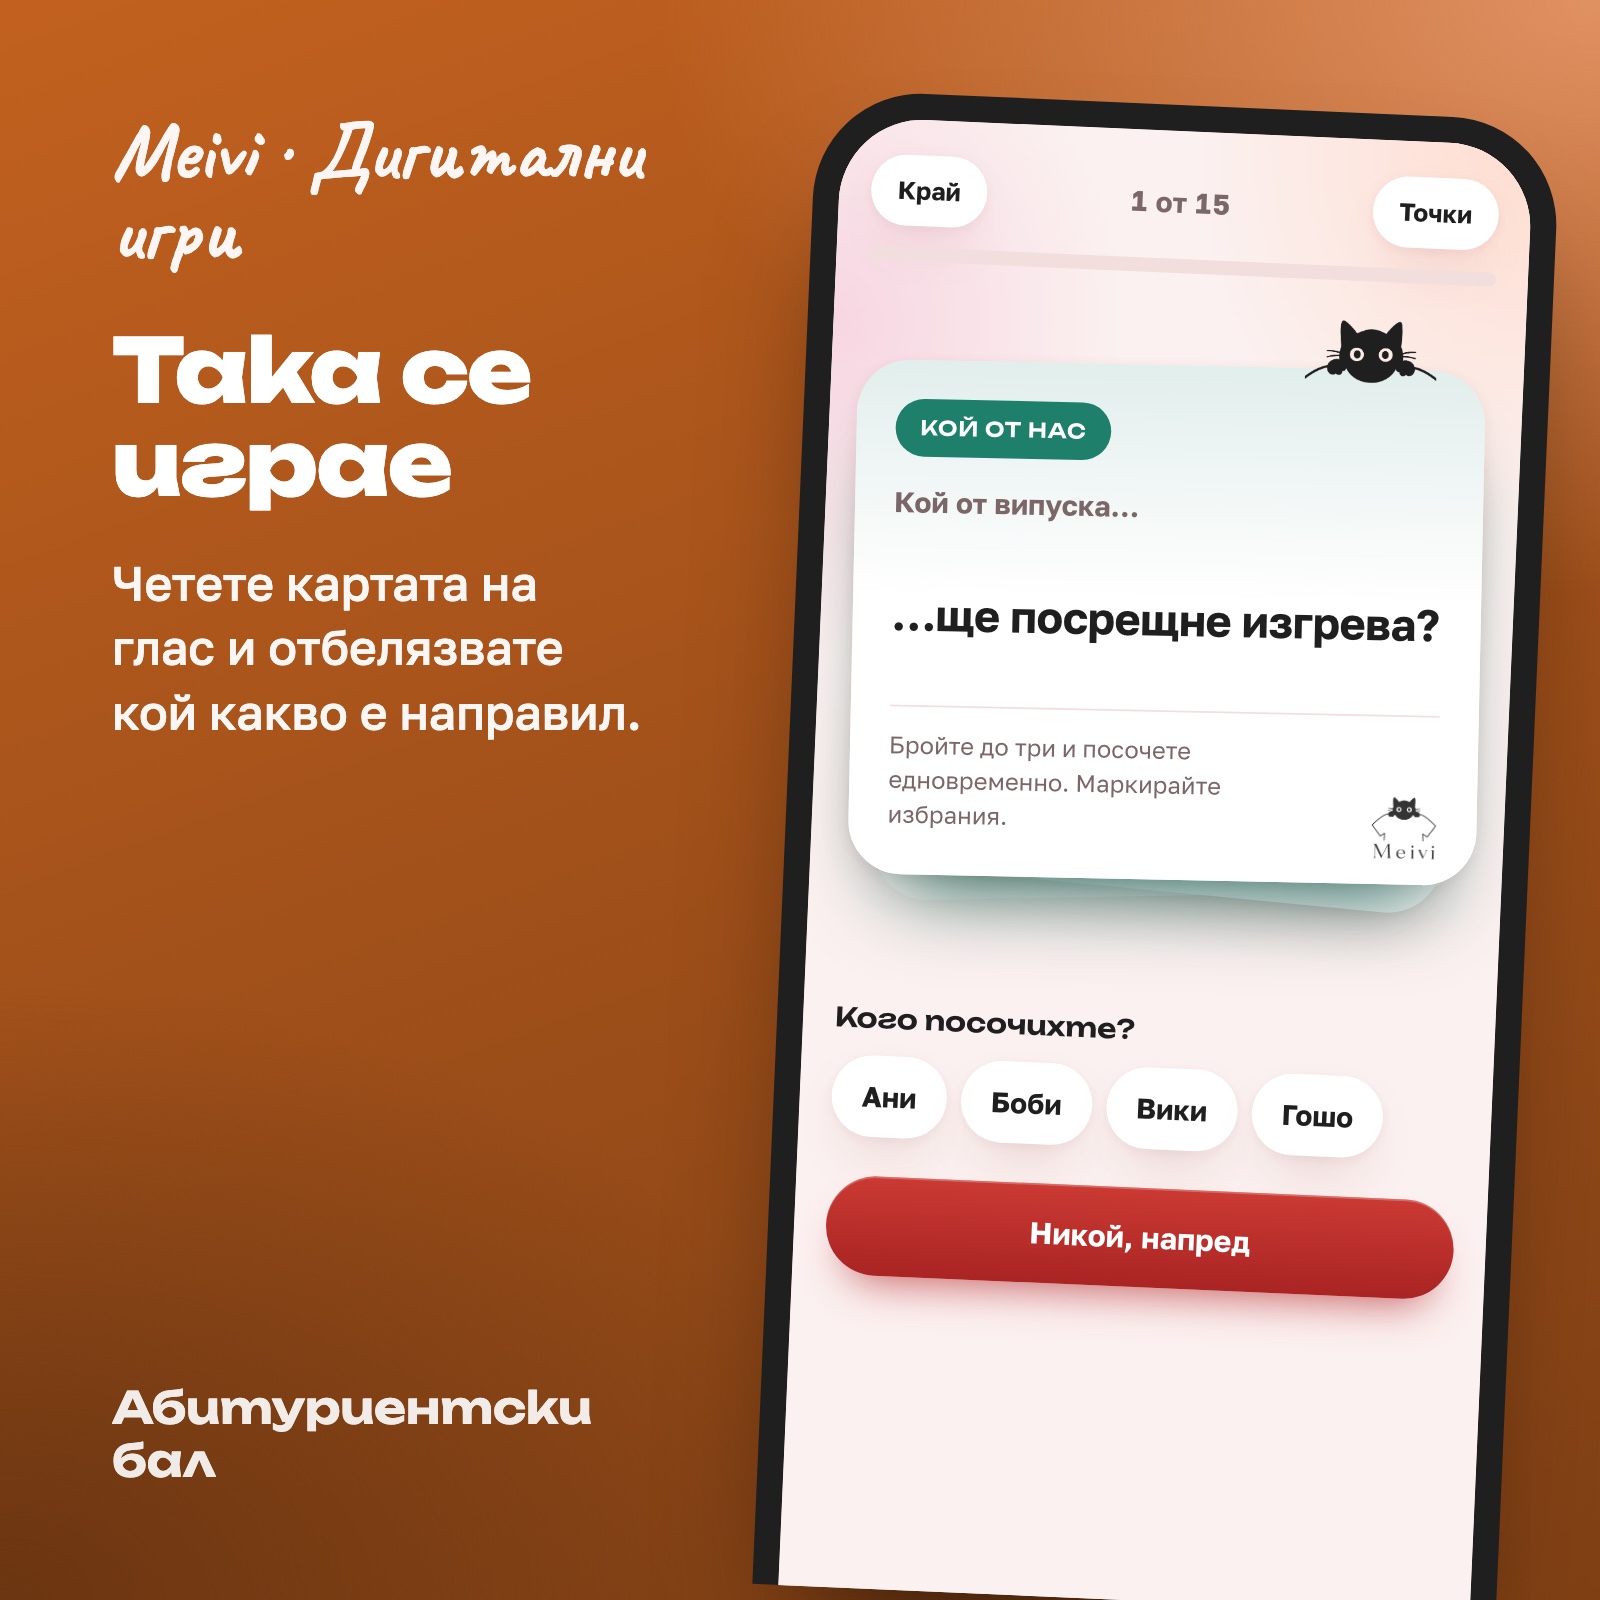 Meivi · Дигитални
игри
Така се
играе
Четете картата на
глас и отбелязвате
кой какво е направил.
Абитуриентски
бал
Край
1 от 15
Точки
КОЙ ОТ НАС
Кой от випуска...
...ще посрещне изгрева?
Бройте до три и посочете
едновременно. Маркирайте
избрания.
Meivi
Кого посочихте?
Ани
Боби
Вики
Гошо
Никой, напред